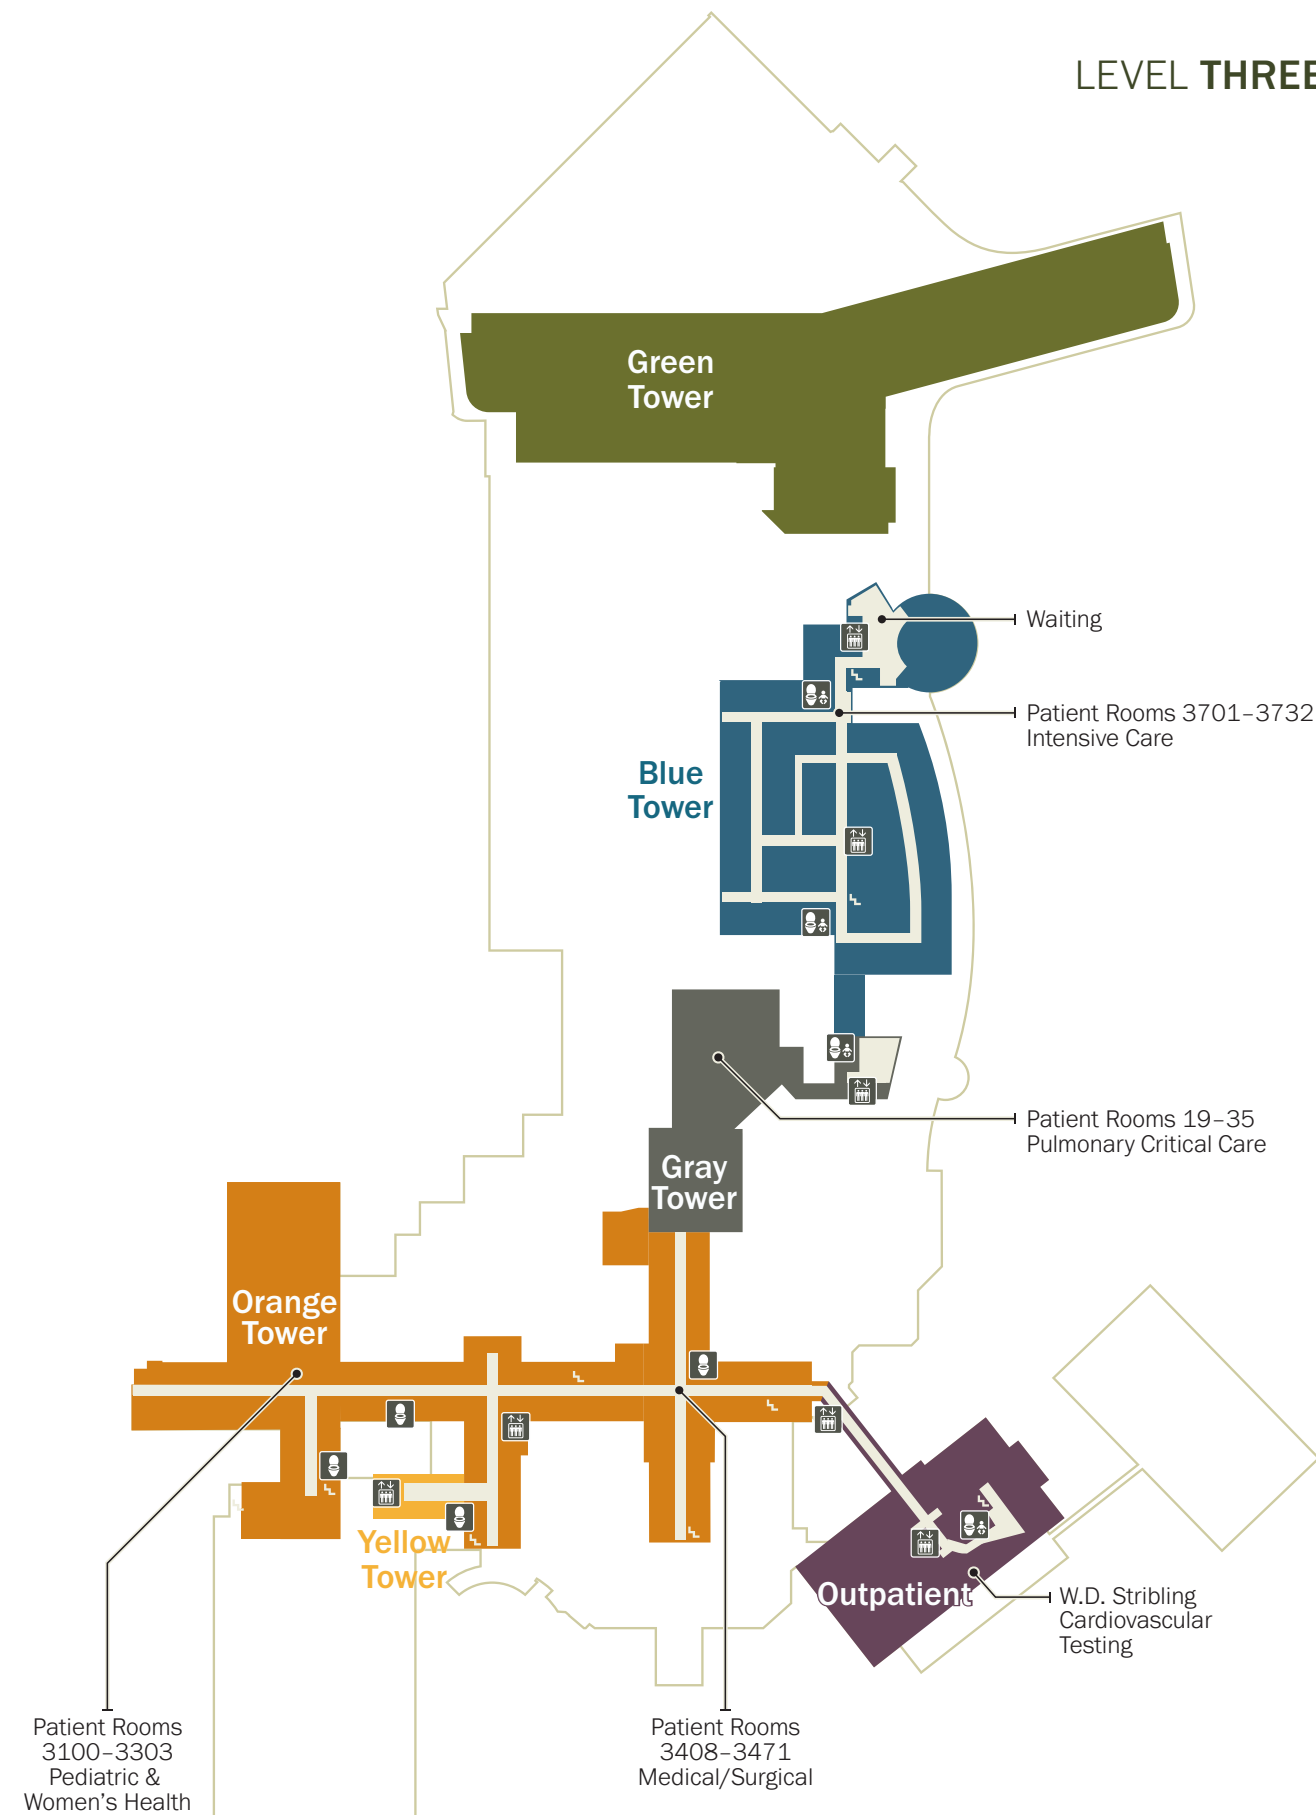 LEVEL THREE
Green
Tower
Waiting
Patient Rooms 3701–3732
Intensive Care
Blue
Tower
Patient Rooms 19–35
Pulmonary Critical Care
Gray
Tower
Orange
Tower
Yellow
Tower
Outpatient
W.D. Stribling
Cardiovascular
Testing
Patient Rooms
3100–3303
Pediatric &
Women's Health
Patient Rooms
3408–3471
Medical/Surgical